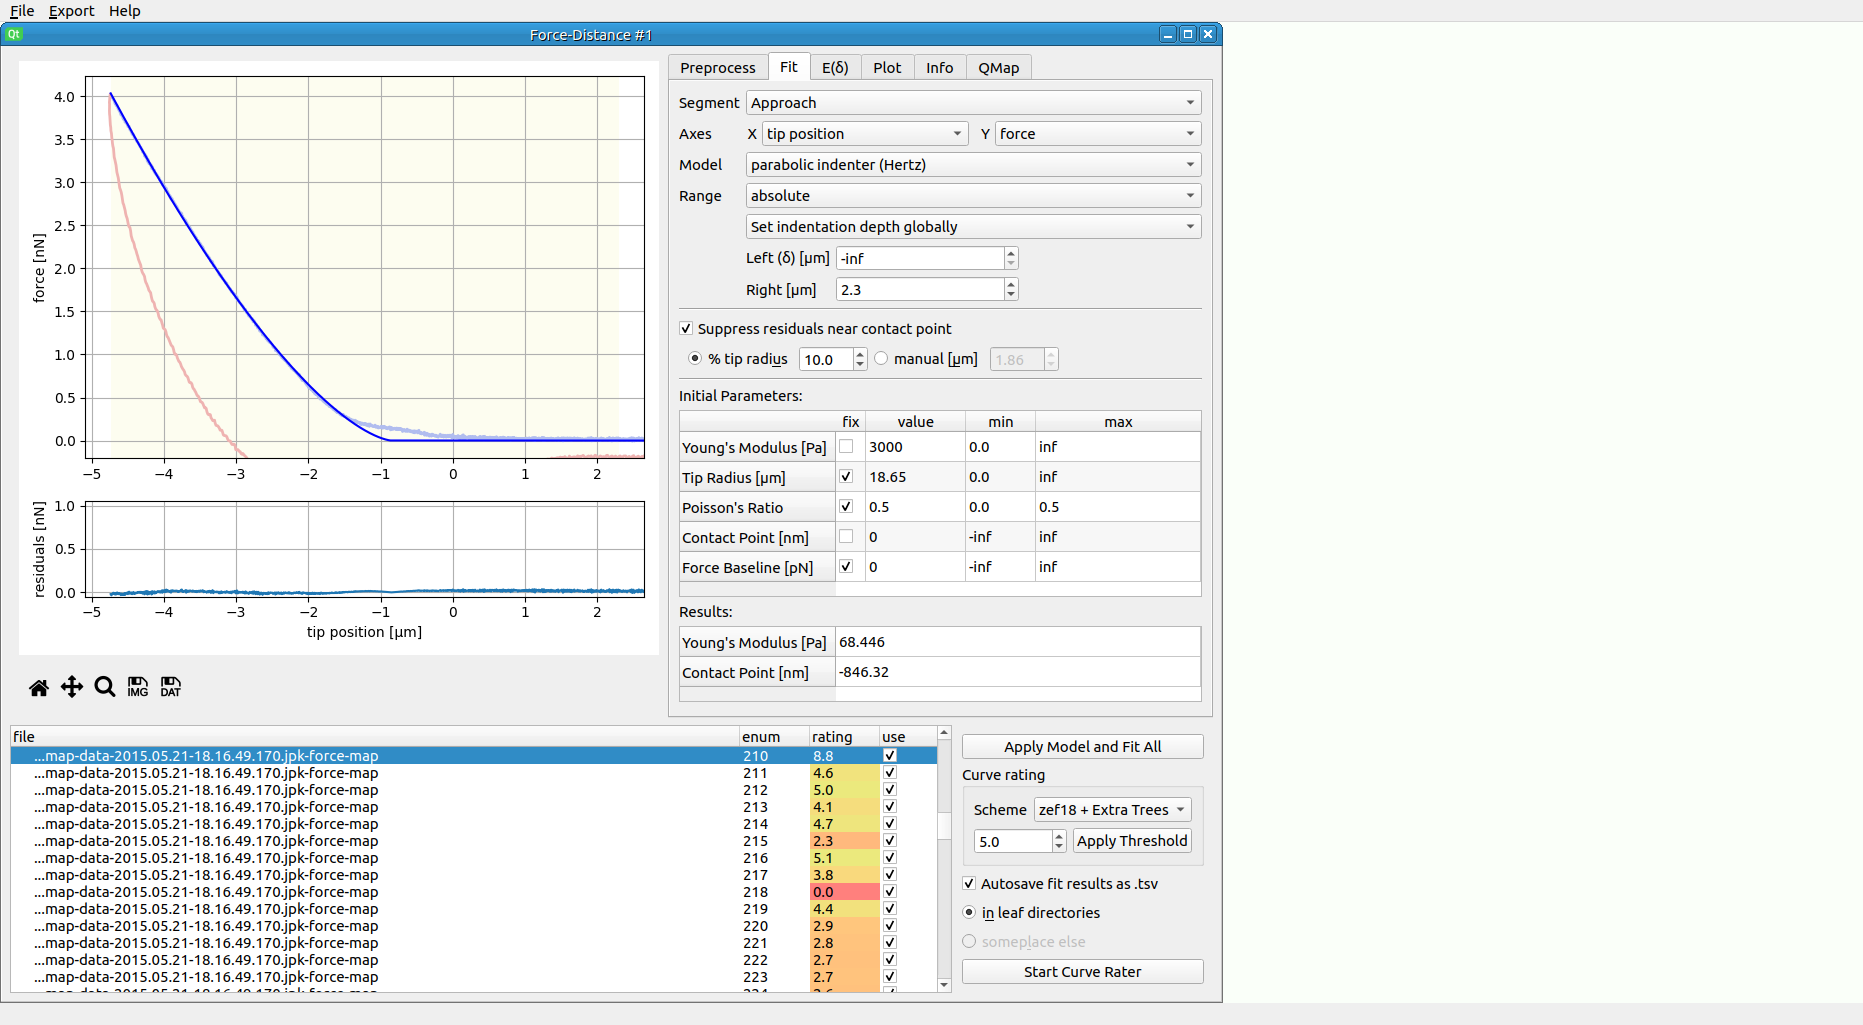 File Export Help
Qt Force-Distance #1
4.0
3.5
3.0
2.5
2.0
1.5
1.0
0.5
0.0
force [nN]
−5 −4 −3 −2 −1 0 1 2
1.0
0.5
0.0
residuals [nN]
−5 −4 −3 −2 −1 0 1 2
tip position [µm]
IMG DAT
Preprocess Fit E(δ) Plot Info QMap
Segment Approach
Axes X tip position Y force
Model parabolic indenter (Hertz)
Range absolute
Set indentation depth globally
Left (δ) [µm] -inf
Right [µm] 2.3
Suppress residuals near contact point
% tip radius 10.0 manual [µm] 1.86
Initial Parameters:
fix value min max
Young's Modulus [Pa] 3000 0.0 inf
Tip Radius [µm] 18.65 0.0 inf
Poisson's Ratio 0.5 0.0 0.5
Contact Point [nm] 0 -inf inf
Force Baseline [pN] 0 -inf inf
Results:
Young's Modulus [Pa] 68.446
Contact Point [nm] -846.32
file enum rating use
...map-data-2015.05.21-18.16.49.170.jpk-force-map 210 8.8
...map-data-2015.05.21-18.16.49.170.jpk-force-map 211 4.6
...map-data-2015.05.21-18.16.49.170.jpk-force-map 212 5.0
...map-data-2015.05.21-18.16.49.170.jpk-force-map 213 4.1
...map-data-2015.05.21-18.16.49.170.jpk-force-map 214 4.7
...map-data-2015.05.21-18.16.49.170.jpk-force-map 215 2.3
...map-data-2015.05.21-18.16.49.170.jpk-force-map 216 5.1
...map-data-2015.05.21-18.16.49.170.jpk-force-map 217 3.8
...map-data-2015.05.21-18.16.49.170.jpk-force-map 218 0.0
...map-data-2015.05.21-18.16.49.170.jpk-force-map 219 4.4
...map-data-2015.05.21-18.16.49.170.jpk-force-map 220 2.9
...map-data-2015.05.21-18.16.49.170.jpk-force-map 221 2.8
...map-data-2015.05.21-18.16.49.170.jpk-force-map 222 2.7
...map-data-2015.05.21-18.16.49.170.jpk-force-map 223 2.7
Apply Model and Fit All
Curve rating
Scheme zef18 + Extra Trees
5.0 Apply Threshold
Autosave fit results as .tsv
in leaf directories
someplace else
Start Curve Rater